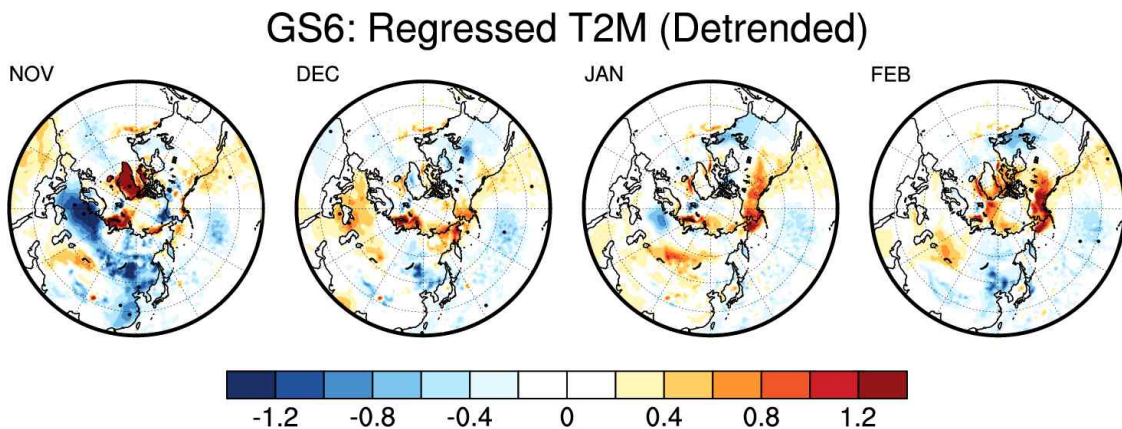 GS6: Regressed T2M (Detrended)
NOV DEC JAN FEB
-1.2 -0.8 -0.4 0 0.4 0.8 1.2